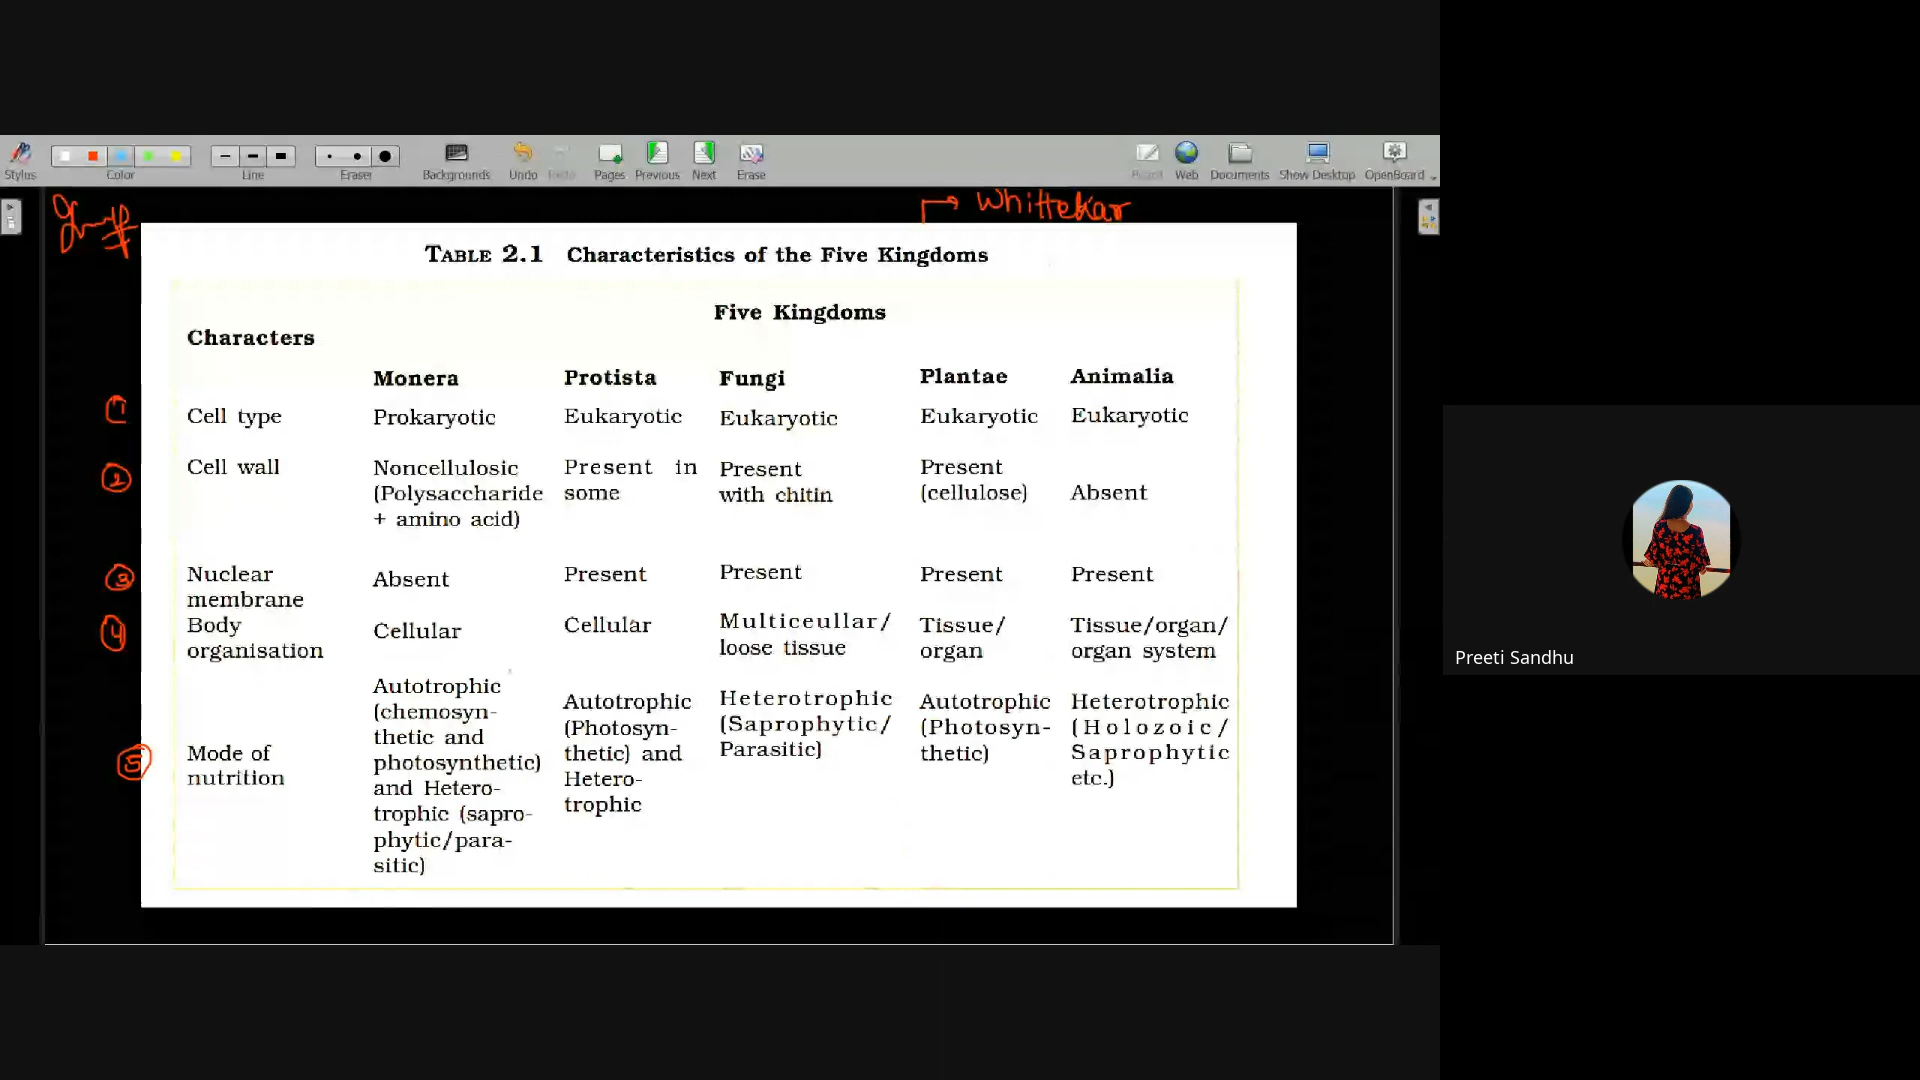 Stylus Color Line Eraser Backgrounds Undo Redo Pages Previous Next Erase Board Web Documents Show Desktop OpenBoard
Whittekar
TABLE 2.1 Characteristics of the Five Kingdoms
Five Kingdoms
Characters
Monera Protista Fungi Plantae Animalia
1 Cell type Prokaryotic Eukaryotic Eukaryotic Eukaryotic Eukaryotic
2 Cell wall Noncellulosic Present in Present Present
(Polysaccharide some with chitin (cellulose) Absent
+ amino acid)
3 Nuclear Absent Present Present Present Present
membrane
4 Body Cellular Cellular Multiceullar/ Tissue/ Tissue/organ/
organisation loose tissue organ organ system
Autotrophic Autotrophic Heterotrophic Autotrophic Heterotrophic
(chemosyn- (Photosyn- (Saprophytic/ (Photosyn- (Holozoic/
thetic and thetic) and Parasitic) thetic) Saprophytic
5 Mode of photosynthetic) Hetero- etc.)
nutrition and Hetero- trophic
trophic (sapro-
phytic/para-
sitic)
Preeti Sandhu